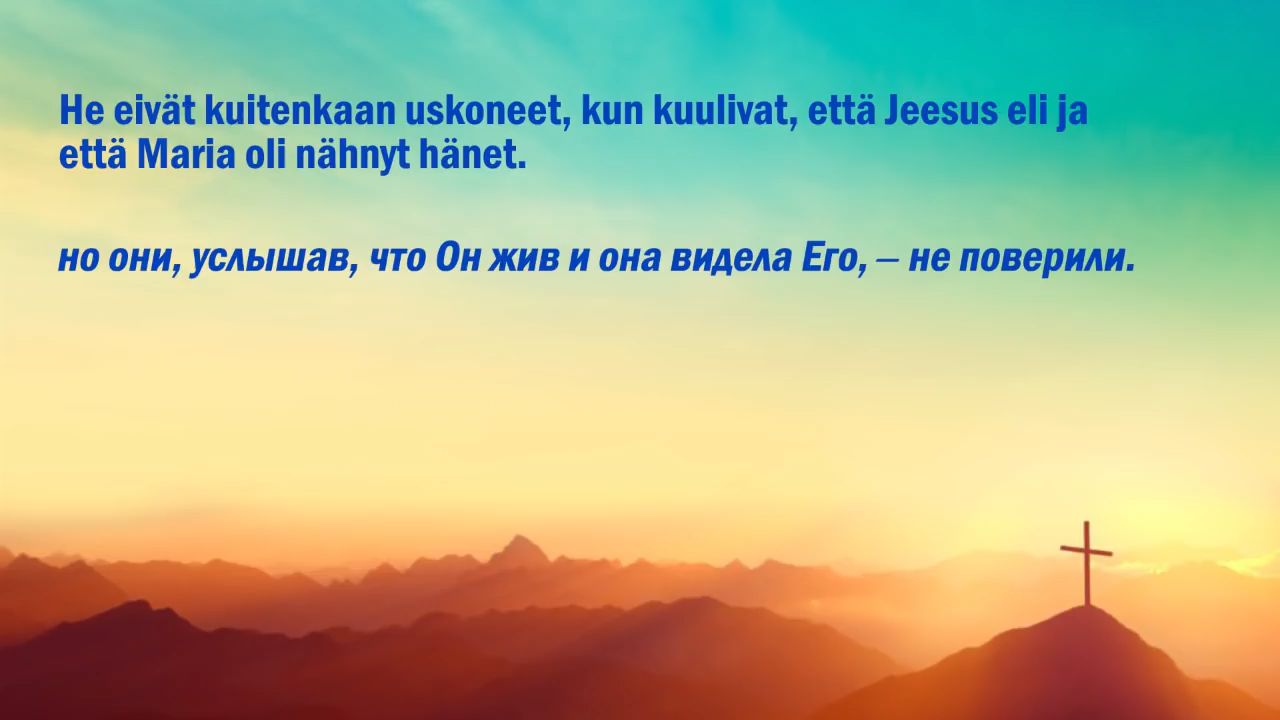 He eivät kuitenkaan uskoneet, kun kuulivat, että Jeesus eli ja
että Maria oli nähnyt hänet.
но они, услышав, что Он жив и она видела Его, – не поверили.